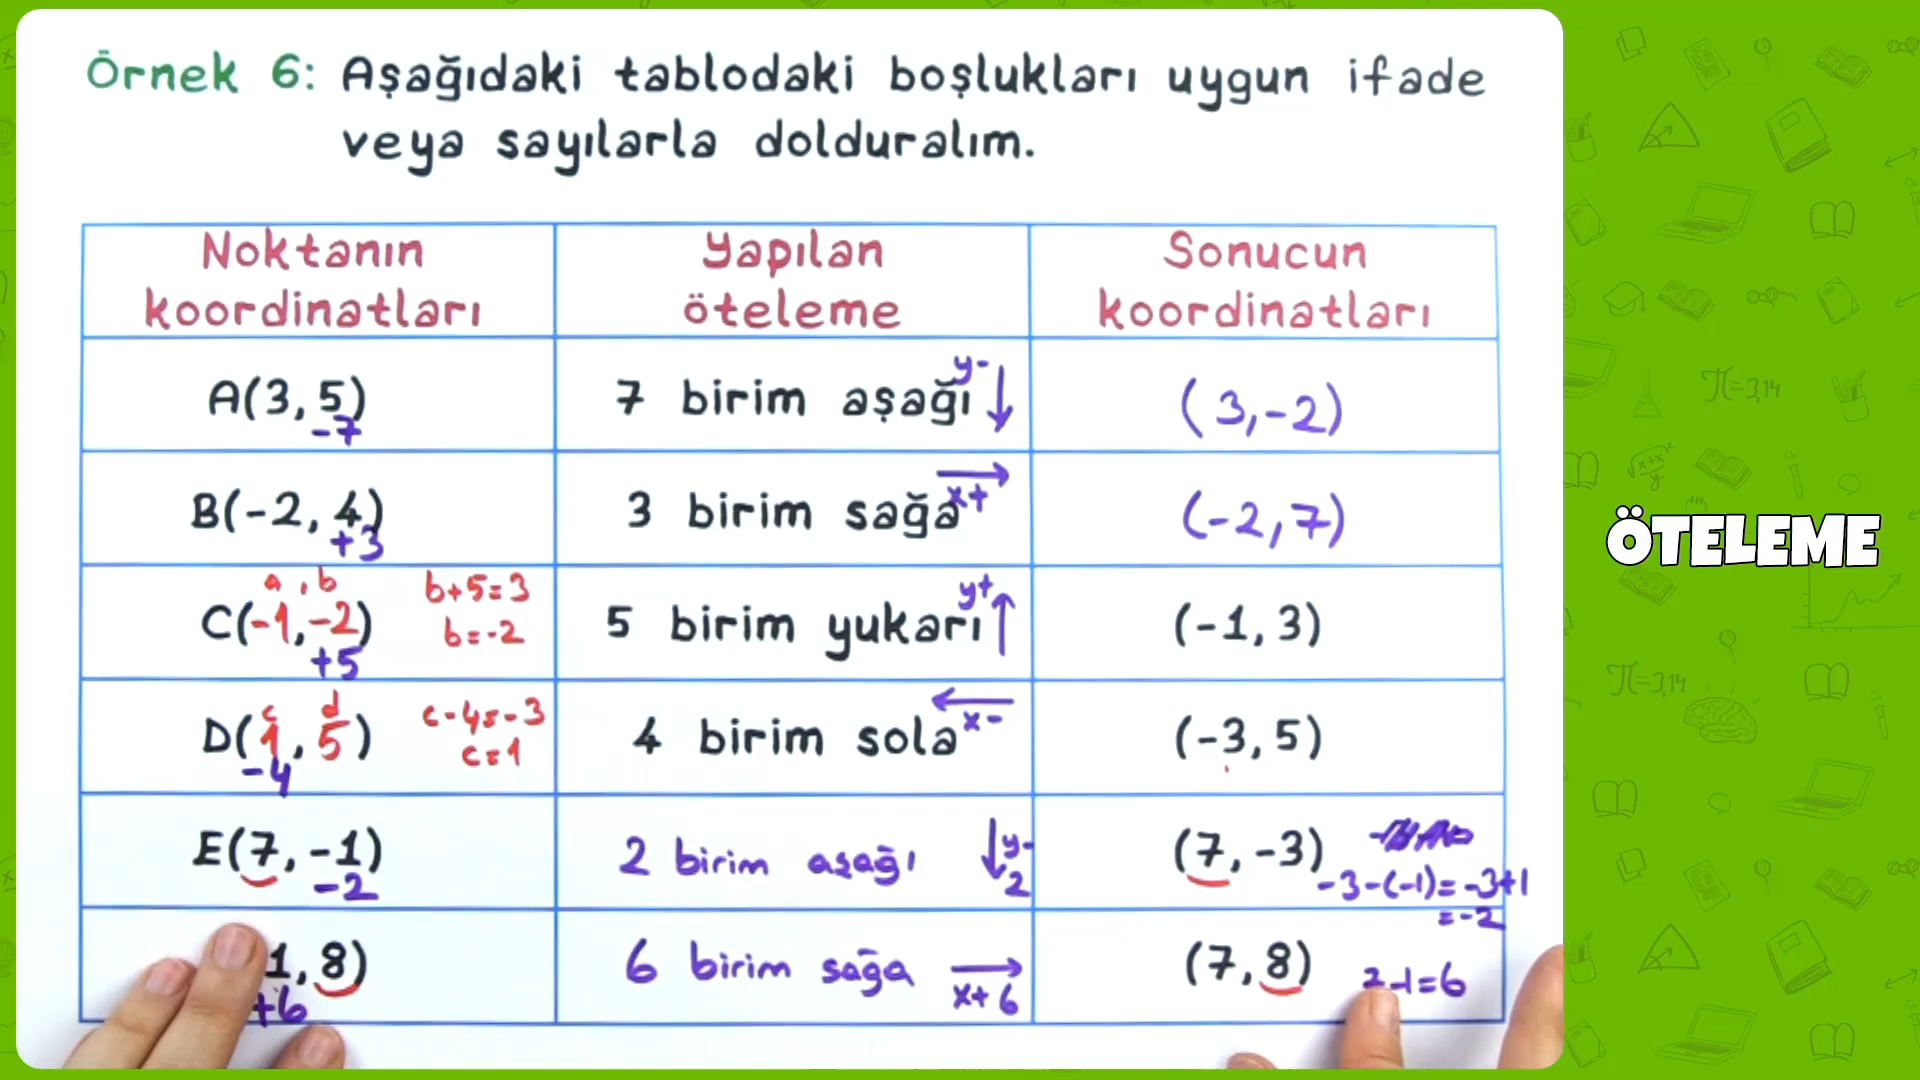 Örnek 6: Aşağıdaki tablodaki boşlukları uygun ifade
veya sayılarla dolduralım.
Noktanın koordinatları
Yapılan öteleme
Sonucun koordinatları
A(3, 5)
-7
7 birim aşağı
y-
(3,-2)
B(-2, 4)
+3
3 birim sağa
x+
(-2,7)
a, b
C(-1,-2)
+5
b+5=3
b=-2
5 birim yukarı
y+
(-1, 3)
c d
D(1, 5)
-4
c-4=-3
c=1
4 birim sola
x-
(-3, 5)
E(7, -1)
-2
2 birim aşağı
y-
2
(7, -3)
-3-(-1)=-3+1
=-2
1, 8)
+6
6 birim sağa
x+ 6
(7, 8)
-1=6
ÖTELEME
π=3,14
π=3,14